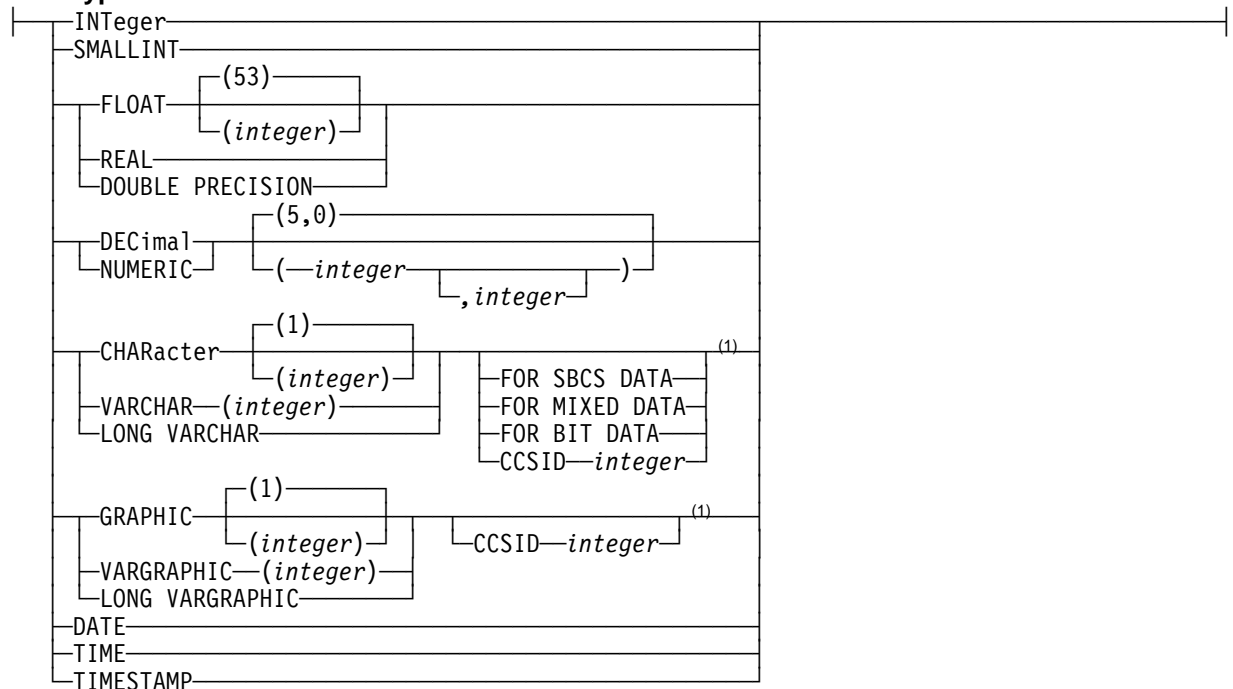 INTeger
SMALLINT
(53)
FLOAT
(integer)
REAL
DOUBLE PRECISION
(5,0)
DECimal
NUMERIC ( integer )
,integer
(1)
CHARacter (1)
(integer) FOR SBCS DATA
VARCHAR (integer) FOR MIXED DATA
LONG VARCHAR FOR BIT DATA
CCSID integer
(1)
GRAPHIC (1)
(integer) CCSID integer
VARGRAPHIC (integer)
LONG VARGRAPHIC
DATE
TIME
TIMESTAMP